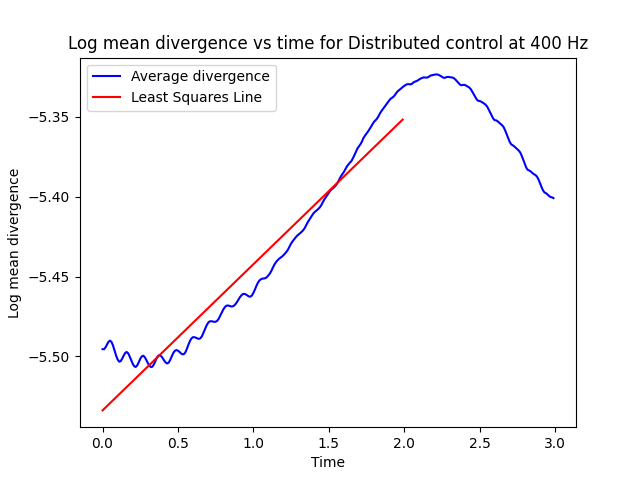 Log mean divergence vs time for Distributed control at 400 Hz
Average divergence
Least Squares Line
Log mean divergence
−5.35
−5.40
−5.45
−5.50
0.0 0.5 1.0 1.5 2.0 2.5 3.0
Time